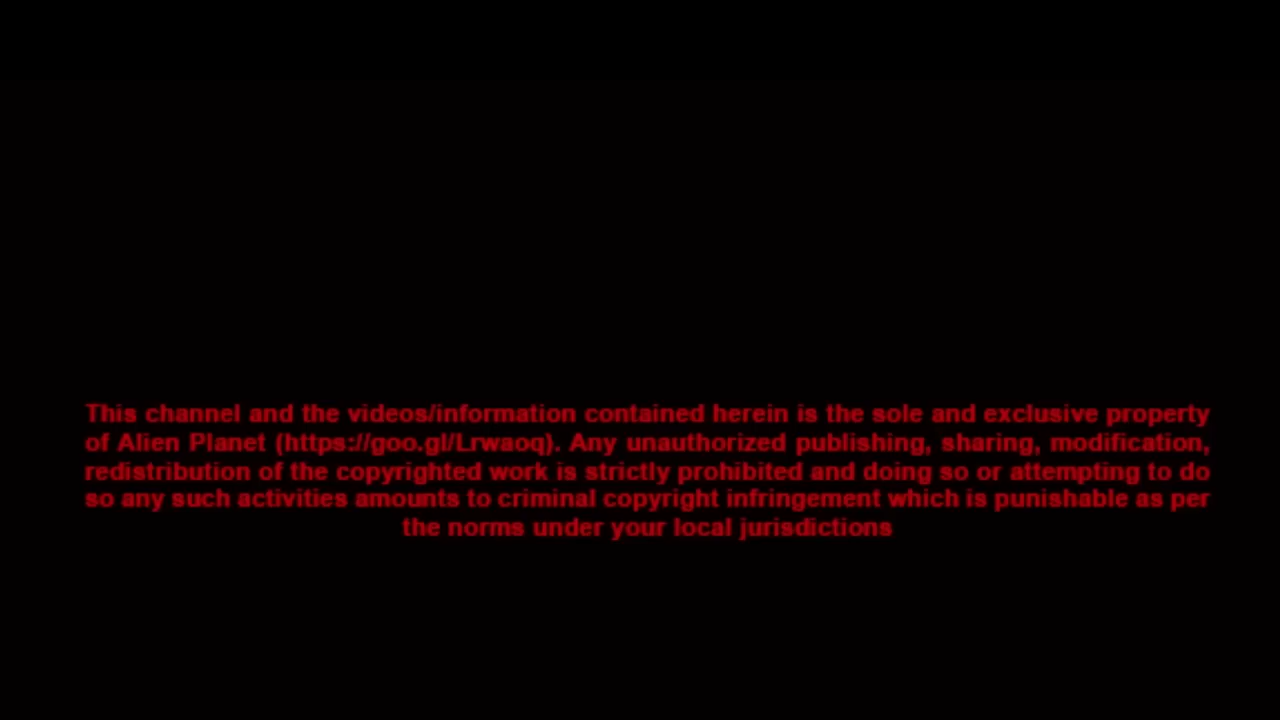 This channel and the videos/information contained herein is the sole and exclusive property
of Alien Planet (https://goo.gl/Lrwaoq). Any unauthorized publishing, sharing, modification,
redistribution of the copyrighted work is strictly prohibited and doing so or attempting to do
so any such activities amounts to criminal copyright infringement which is punishable as per
the norms under your local jurisdictions